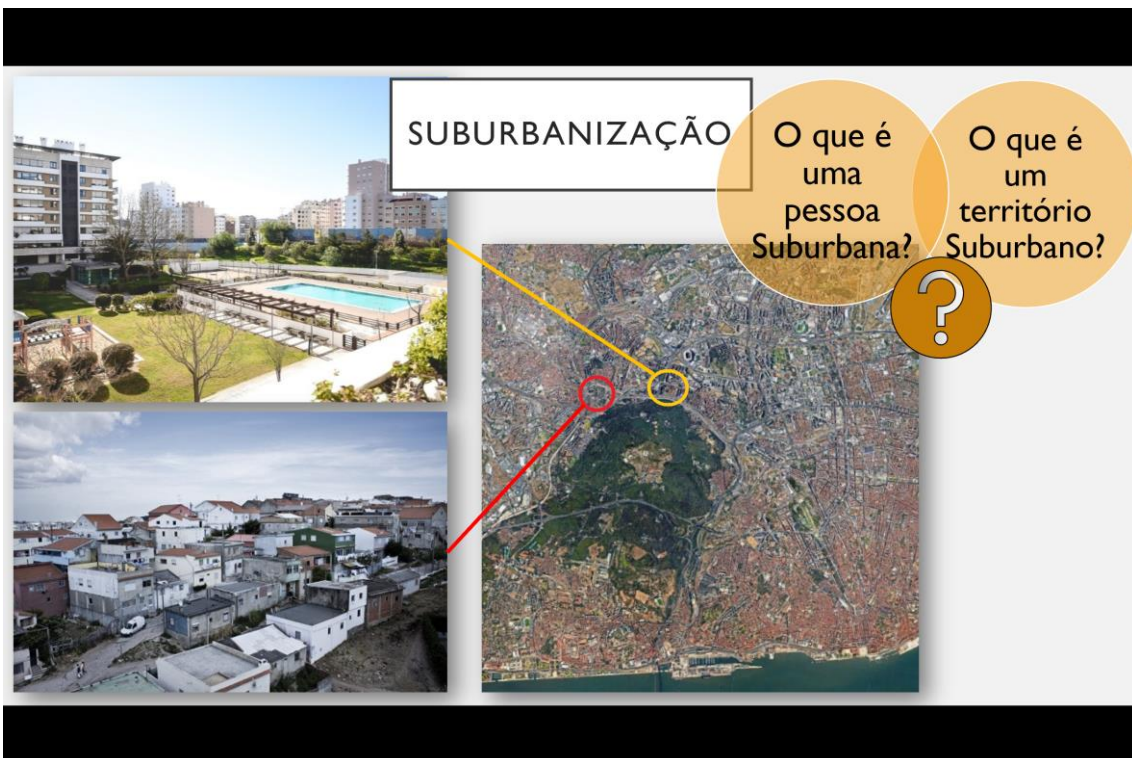 SUBURBANIZAÇÃO
O que é
uma
pessoa
Suburbana?
O que é
um
território
Suburbano?
?